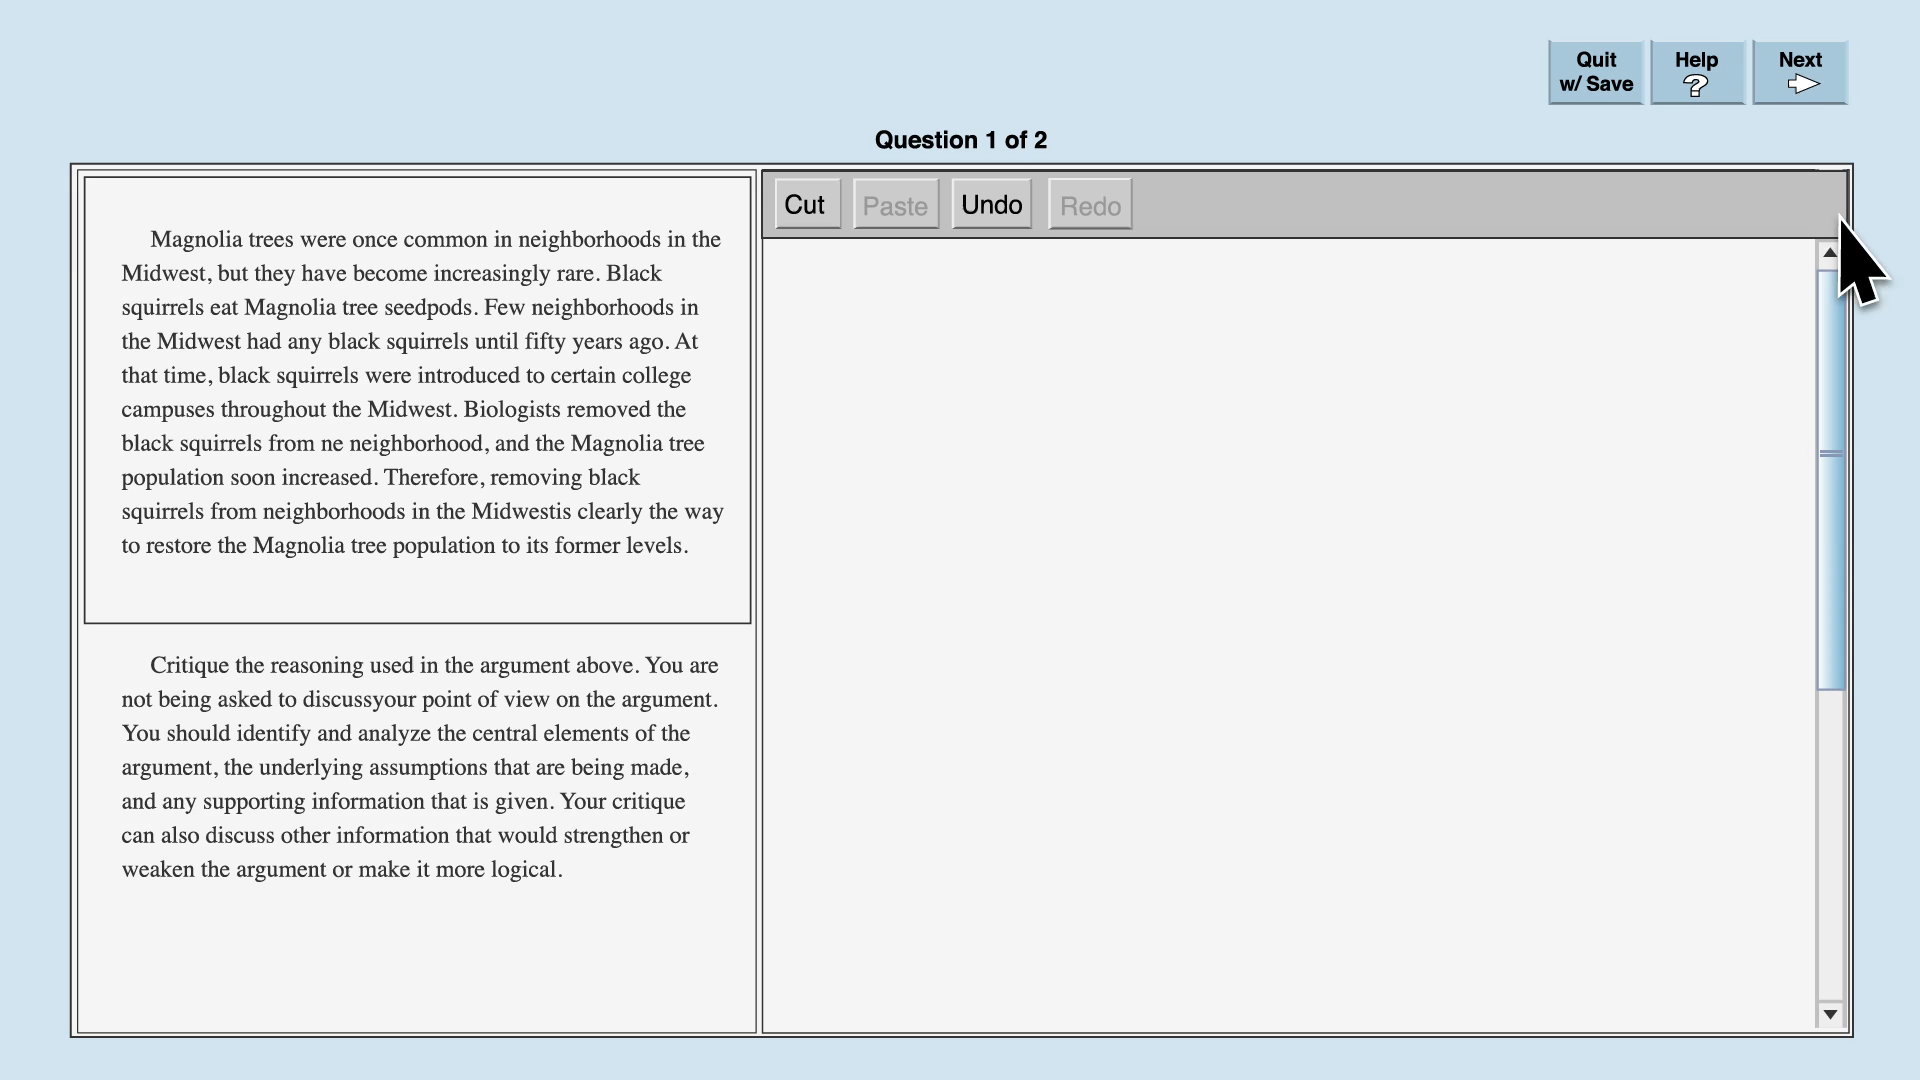 Quit
w/ Save
Help
?
Next
Question 1 of 2
Cut
Paste
Undo
Redo
Magnolia trees were once common in neighborhoods in the
Midwest, but they have become increasingly rare. Black
squirrels eat Magnolia tree seedpods. Few neighborhoods in
the Midwest had any black squirrels until fifty years ago. At
that time, black squirrels were introduced to certain college
campuses throughout the Midwest. Biologists removed the
black squirrels from ne neighborhood, and the Magnolia tree
population soon increased. Therefore, removing black
squirrels from neighborhoods in the Midwestis clearly the way
to restore the Magnolia tree population to its former levels.
Critique the reasoning used in the argument above. You are
not being asked to discussyour point of view on the argument.
You should identify and analyze the central elements of the
argument, the underlying assumptions that are being made,
and any supporting information that is given. Your critique
can also discuss other information that would strengthen or
weaken the argument or make it more logical.